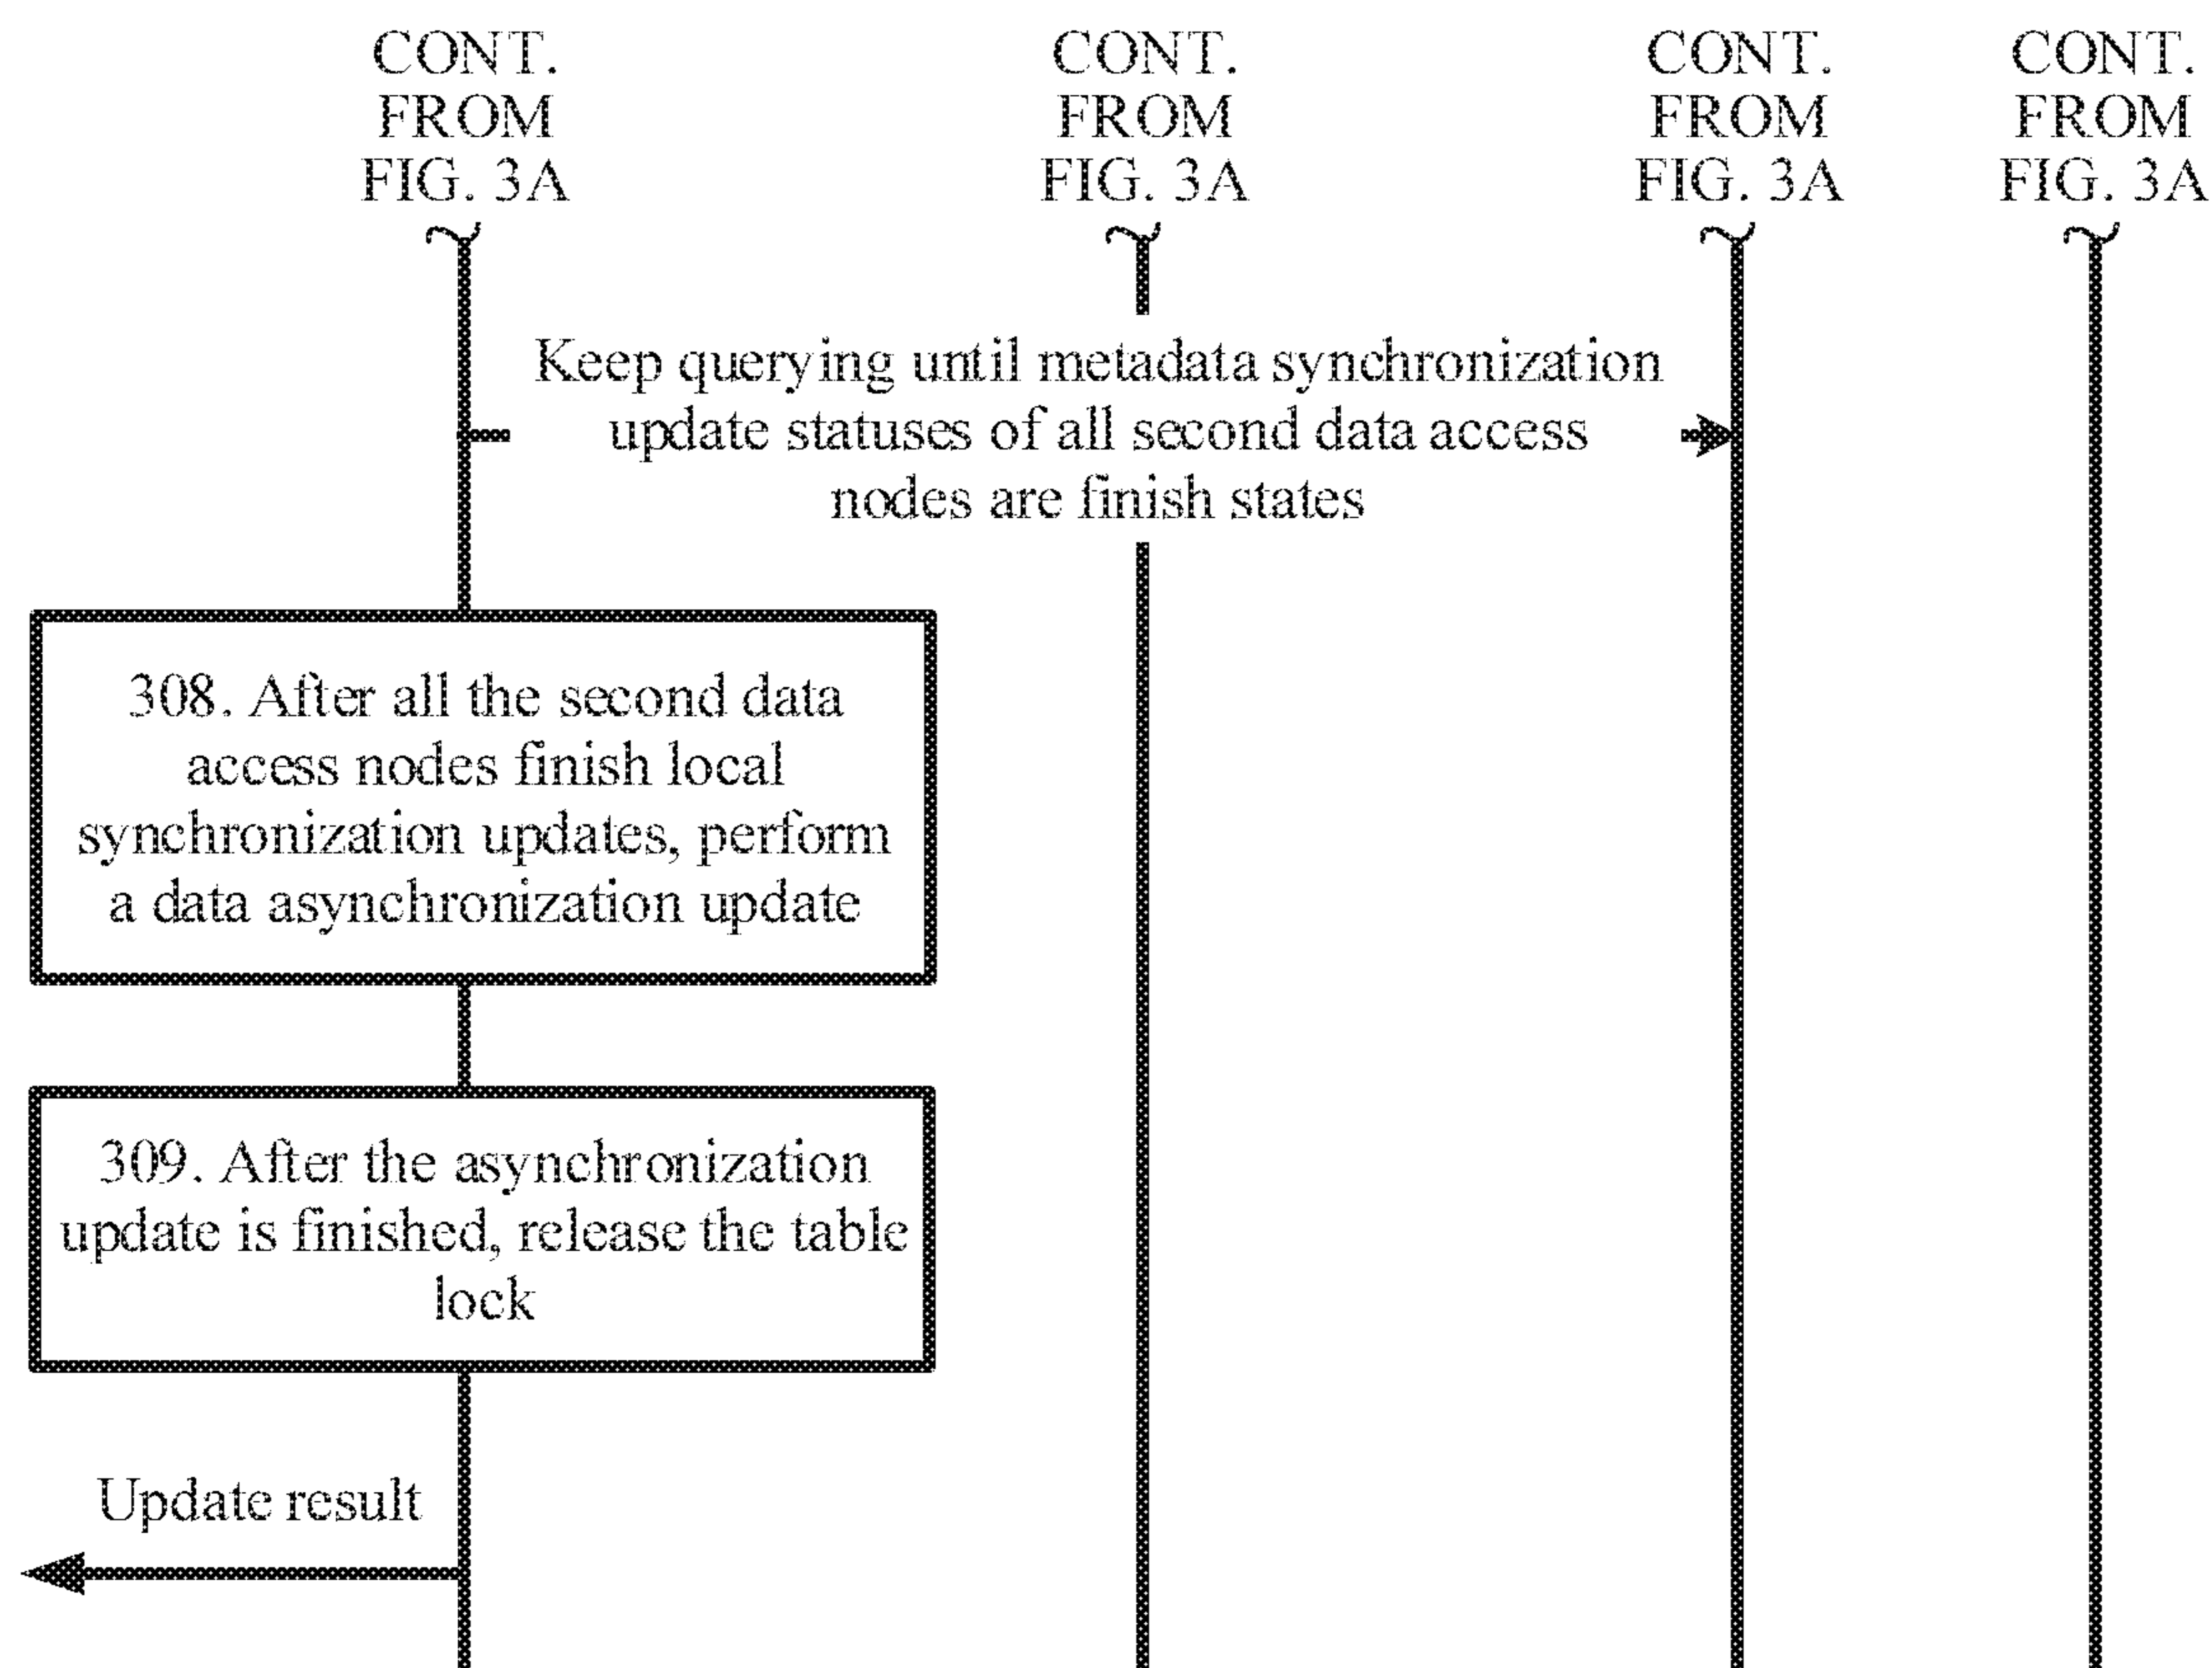 CONT.
FROM
FIG. 3A
CONT.
FROM
FIG. 3A
CONT.
FROM
FIG. 3A
CONT.
FROM
FIG. 3A
Keep querying until metadata synchronization
update statuses of all second data access
nodes are finish states
308. After all the second data
access nodes finish local
synchronization updates, perform
a data asynchronization update
309. After the asynchronization
update is finished, release the table
lock
Update result